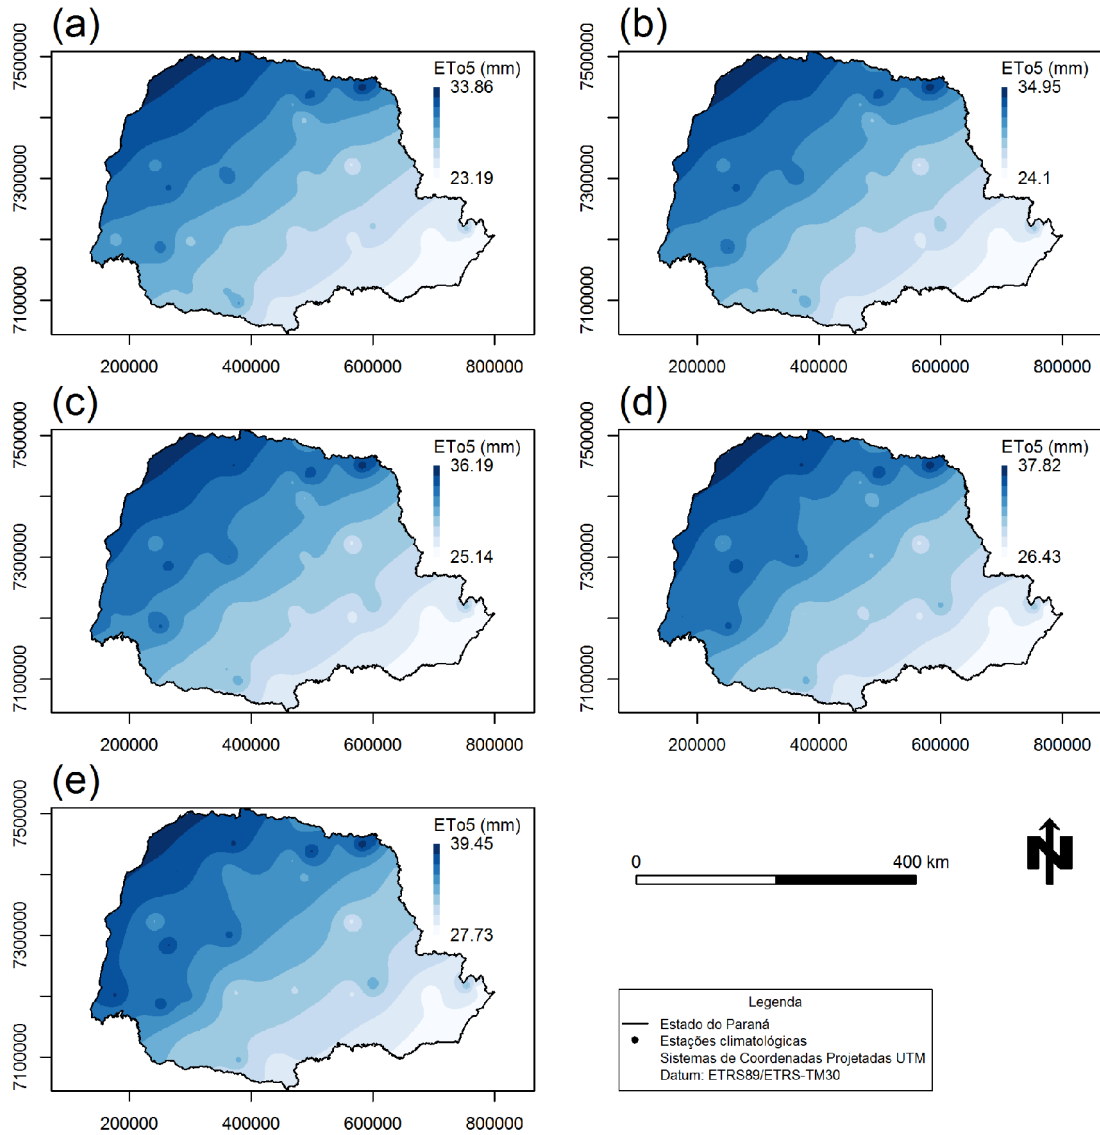 (a)
ETo5 (mm)
33.86
23.19
7500000
7300000
7100000
200000 400000 600000 800000
(b)
ETo5 (mm)
34.95
24.1
7500000
7300000
7100000
200000 400000 600000 800000
(c)
ETo5 (mm)
36.19
25.14
7500000
7300000
7100000
200000 400000 600000 800000
(d)
ETo5 (mm)
37.82
26.43
7500000
7300000
7100000
200000 400000 600000 800000
(e)
ETo5 (mm)
39.45
27.73
7500000
7300000
7100000
200000 400000 600000 800000
0 400 km
N
Legenda
Estado do Paraná
Estações climatológicas
Sistemas de Coordenadas Projetadas UTM
Datum: ETRS89/ETRS-TM30